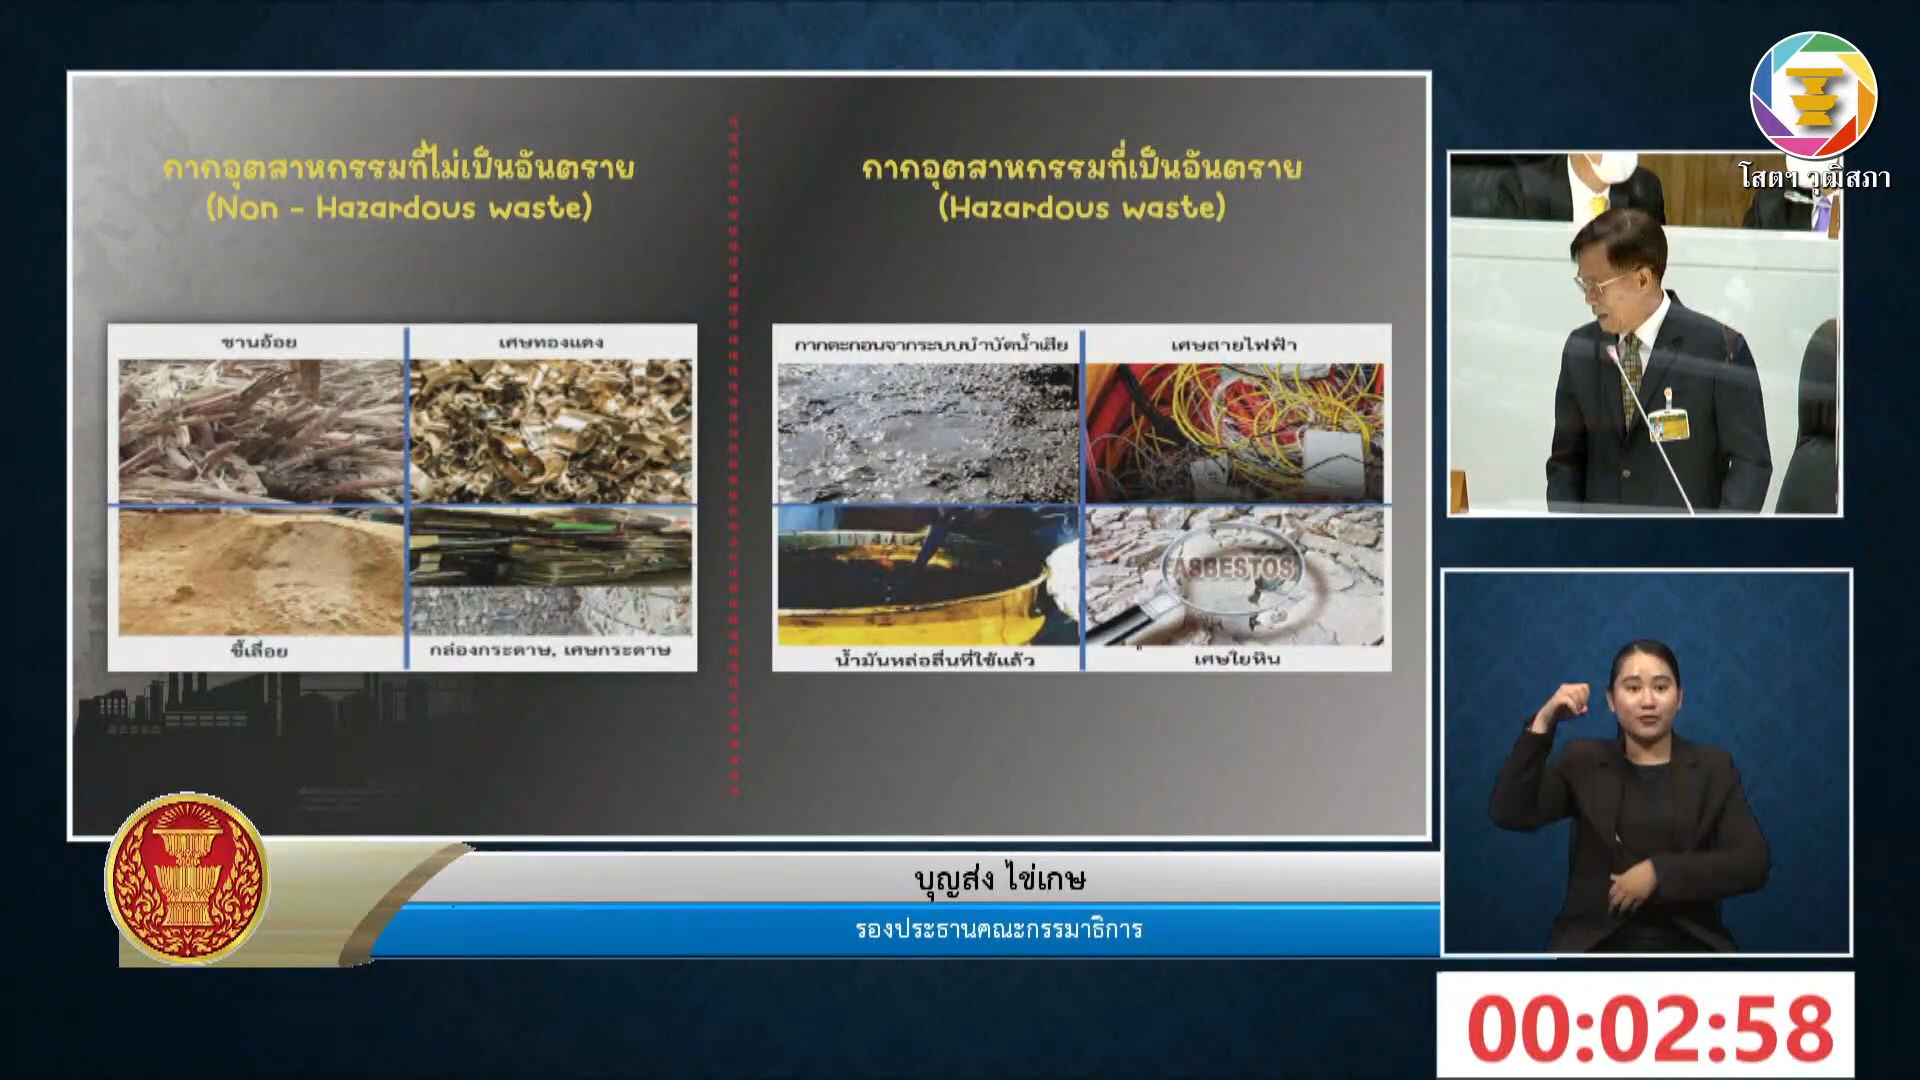 โสตฯ วุฒิสภา
กากอุตสาหกรรมที่ไม่เป็นอันตราย
(Non - Hazardous waste)
กากอุตสาหกรรมที่เป็นอันตราย
(Hazardous waste)
ชานอ้อย
เศษทองแดง
ขี้เลื่อย
กล่องกระดาษ, เศษกระดาษ
กากตะกอนจากระบบบำบัดน้ำเสีย
เศษสายไฟฟ้า
ASBESTOS
น้ำมันหล่อลื่นที่ใช้แล้ว
เศษใยหิน
บุญส่ง ไข่เกษ
รองประธานคณะกรรมาธิการ
00:02:58